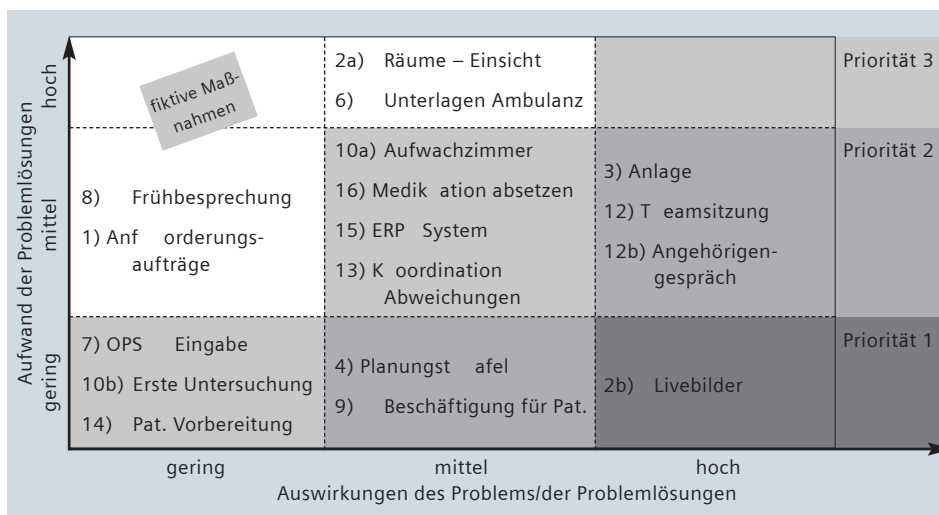 Aufwand der Problemlösungen
hoch
mittel
gering
fiktive Maß-
nahmen
2a) Räume – Einsicht
6) Unterlagen Ambulanz
Priorität 3
8) Frühbesprechung
1) Anf orderungs-
aufträge
10a) Aufwachzimmer
16) Medik ation absetzen
15) ERP System
13) K oordination
Abweichungen
3) Anlage
12) T eamsitzung
12b) Angehörigen-
gespräch
Priorität 2
7) OPS Eingabe
10b) Erste Untersuchung
14) Pat. Vorbereitung
4) Planungst afel
9) Beschäftigung für Pat.
2b) Livebilder
Priorität 1
gering
mittel
hoch
Auswirkungen des Problems/der Problemlösungen